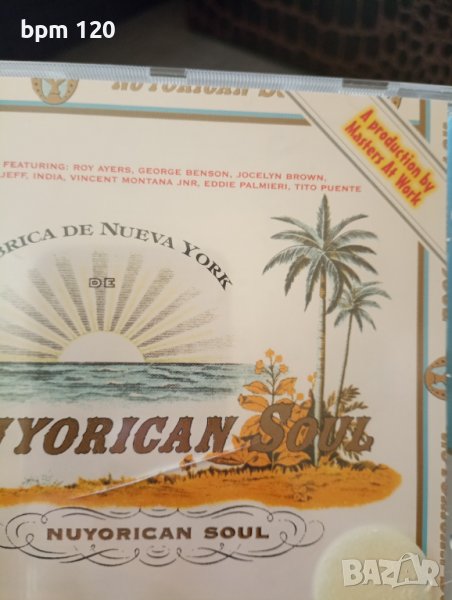 bpm 120
NUYORICAN S
A production by
Masters At Work
FEATURING: ROY AYERS, GEORGE BENSON, JOCELYN BROWN,
JEFF, INDIA, VINCENT MONTANA JNR, EDDIE PALMIERI, TITO PUENTE
BRICA DE NUEVA YORK
DE
NUYORICAN SOUL
NUYORICAN SOUL
BAZAR